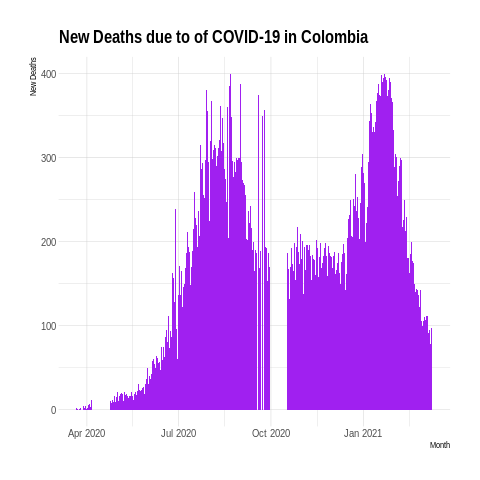 New Deaths due to of COVID-19 in Colombia
New Deaths
400
300
200
100
0
Apr 2020
Jul 2020
Oct 2020
Jan 2021
Month